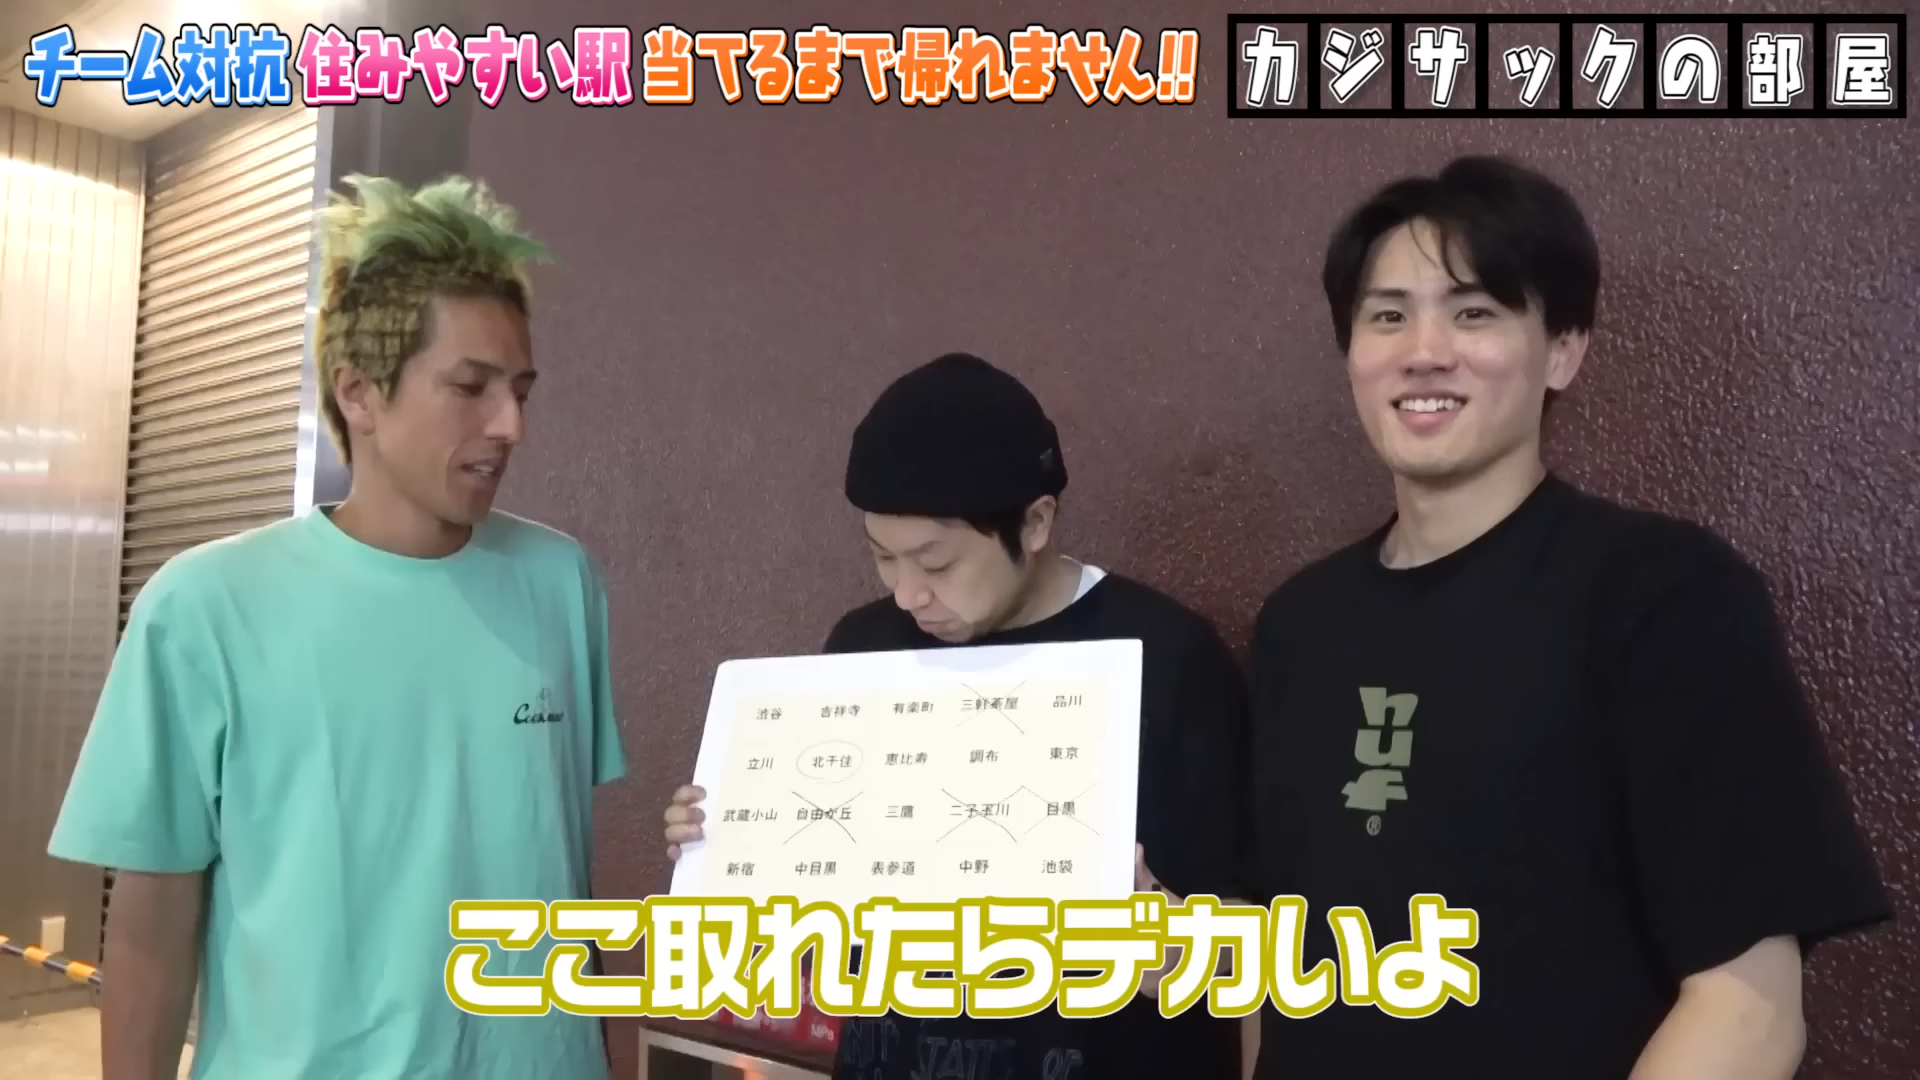 チーム対抗 住みやすい駅 当てるまで帰れません!!
カジサックの部屋
渋谷 吉祥寺 有楽町 三軒茶屋 品川
立川 北千住 恵比寿 調布 東京
武蔵小山 自由が丘 三鷹 二子玉川 目黒
新宿 中目黒 表参道 中野 池袋
huf®
ここ取れたらデカいよ
STATE OF